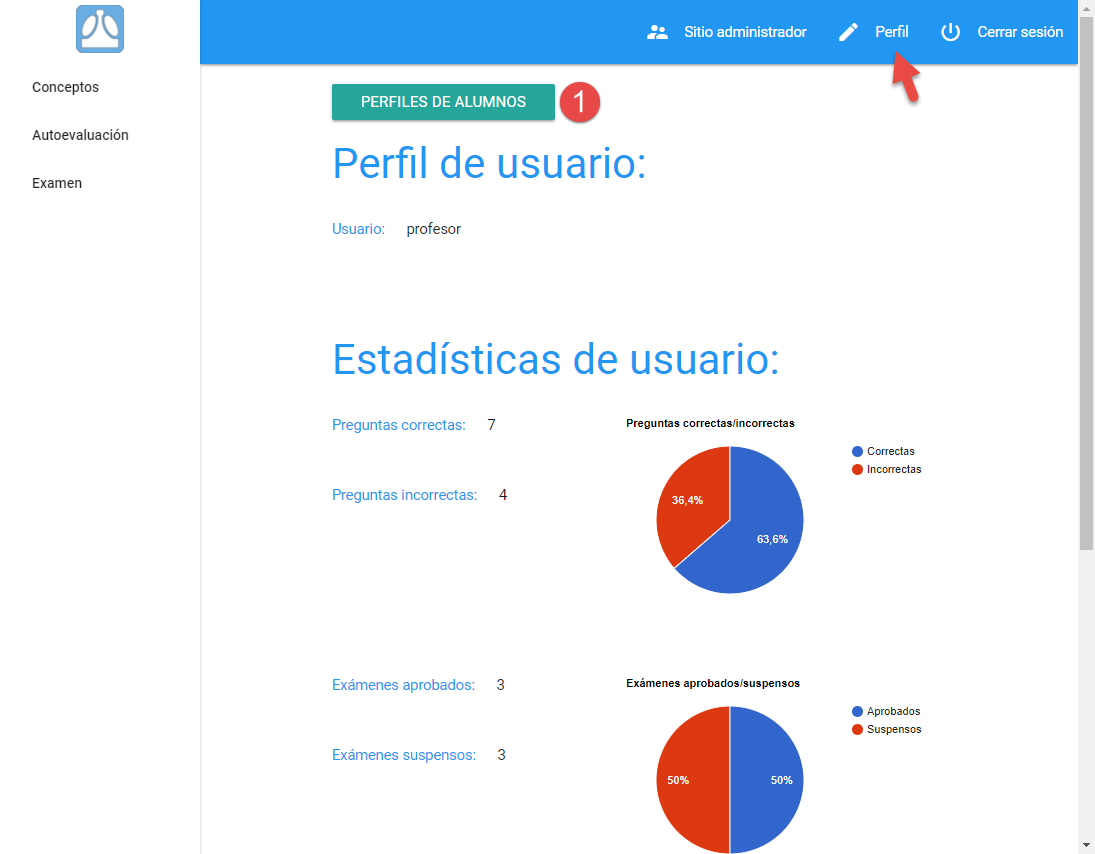 Sitio administrador
Perfil
Cerrar sesión
Conceptos
Autoevaluación
Examen
PERFILES DE ALUMNOS
1
Perfil de usuario:
Usuario: profesor
Estadísticas de usuario:
Preguntas correctas: 7
Preguntas incorrectas: 4
Preguntas correctas/incorrectas
Correctas
Incorrectas
36,4%
63,6%
Exámenes aprobados: 3
Exámenes suspensos: 3
Exámenes aprobados/suspensos
Aprobados
Suspensos
50%
50%